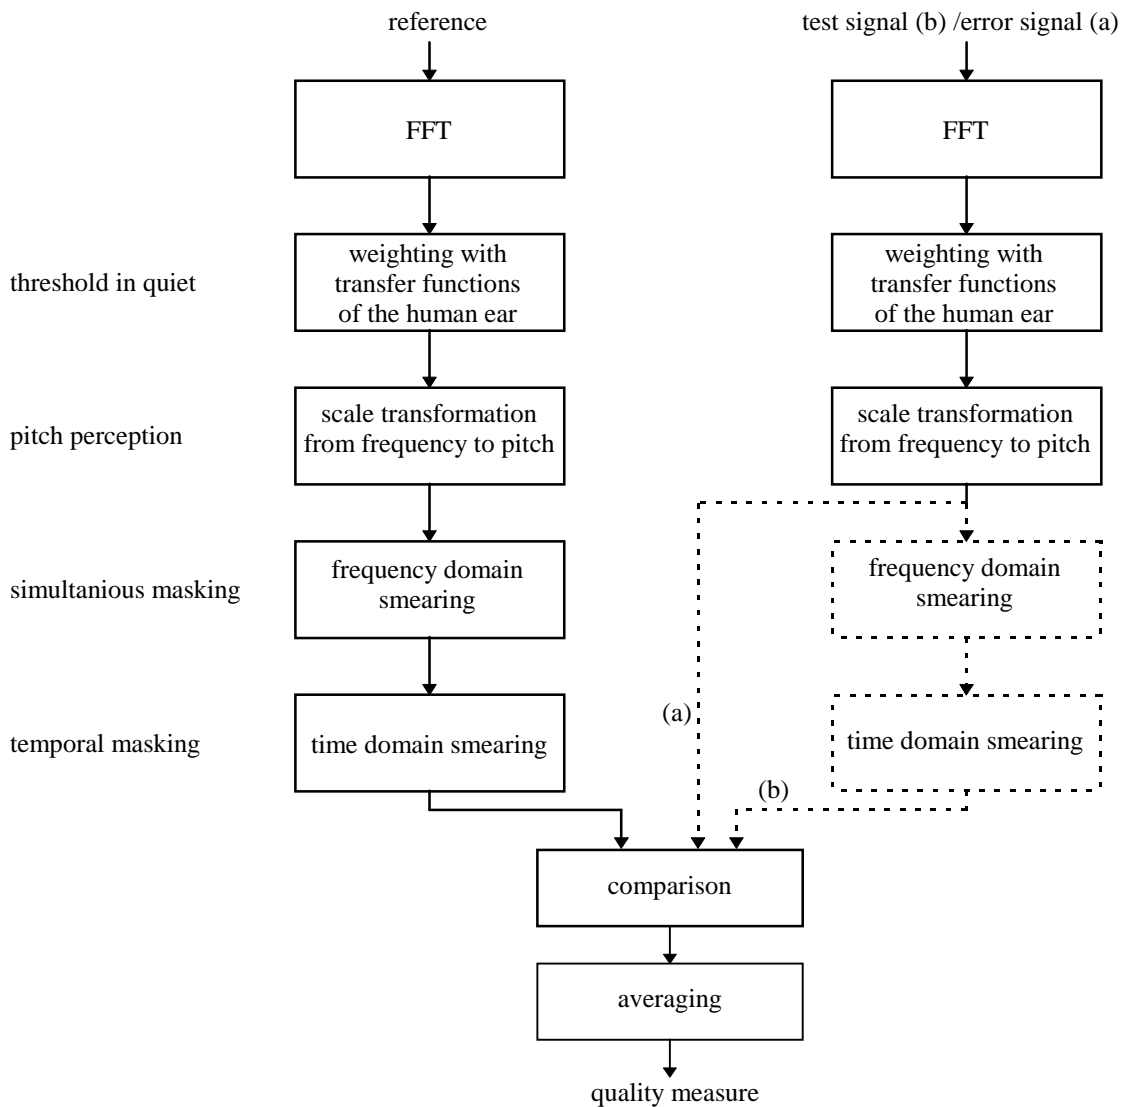 reference
test signal (b) /error signal (a)
FFT
FFT
threshold in quiet
weighting with
transfer functions
of the human ear
weighting with
transfer functions
of the human ear
pitch perception
scale transformation
from frequency to pitch
scale transformation
from frequency to pitch
simultanious masking
frequency domain
smearing
frequency domain
smearing
temporal masking
time domain smearing
(a)
time domain smearing
(b)
comparison
averaging
quality measure